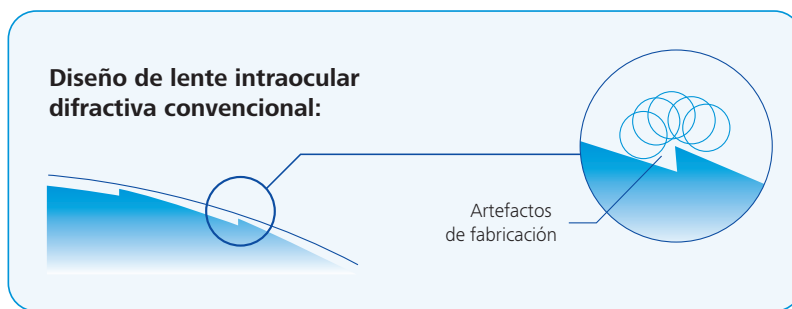 Diseño de lente intraocular
difractiva convencional:
Artefactos
de fabricación